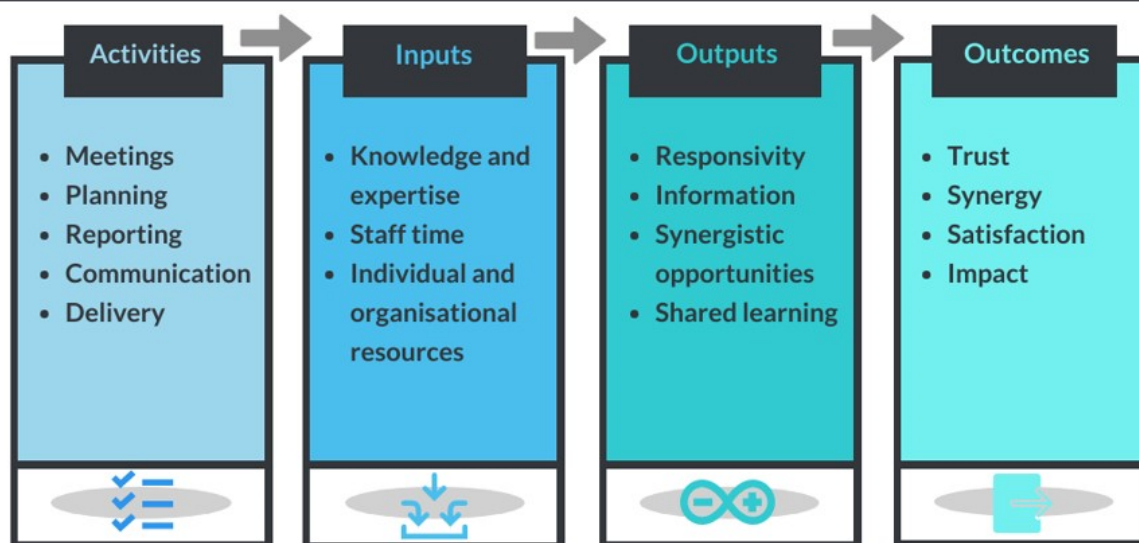 Activities
• Meetings
• Planning
• Reporting
• Communication
• Delivery
Inputs
• Knowledge and
expertise
• Staff time
• Individual and
organisational
resources
Outputs
• Responsivity
• Information
• Synergistic
opportunities
• Shared learning
Outcomes
• Trust
• Synergy
• Satisfaction
• Impact